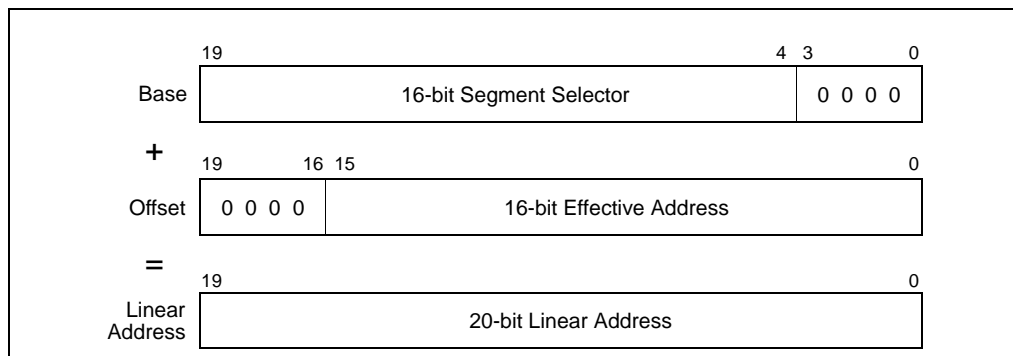 19 4 3 0
Base 16-bit Segment Selector 0 0 0 0
+
19 16 15 0
Offset 0 0 0 0 16-bit Effective Address
=
19 0
Linear
Address
20-bit Linear Address